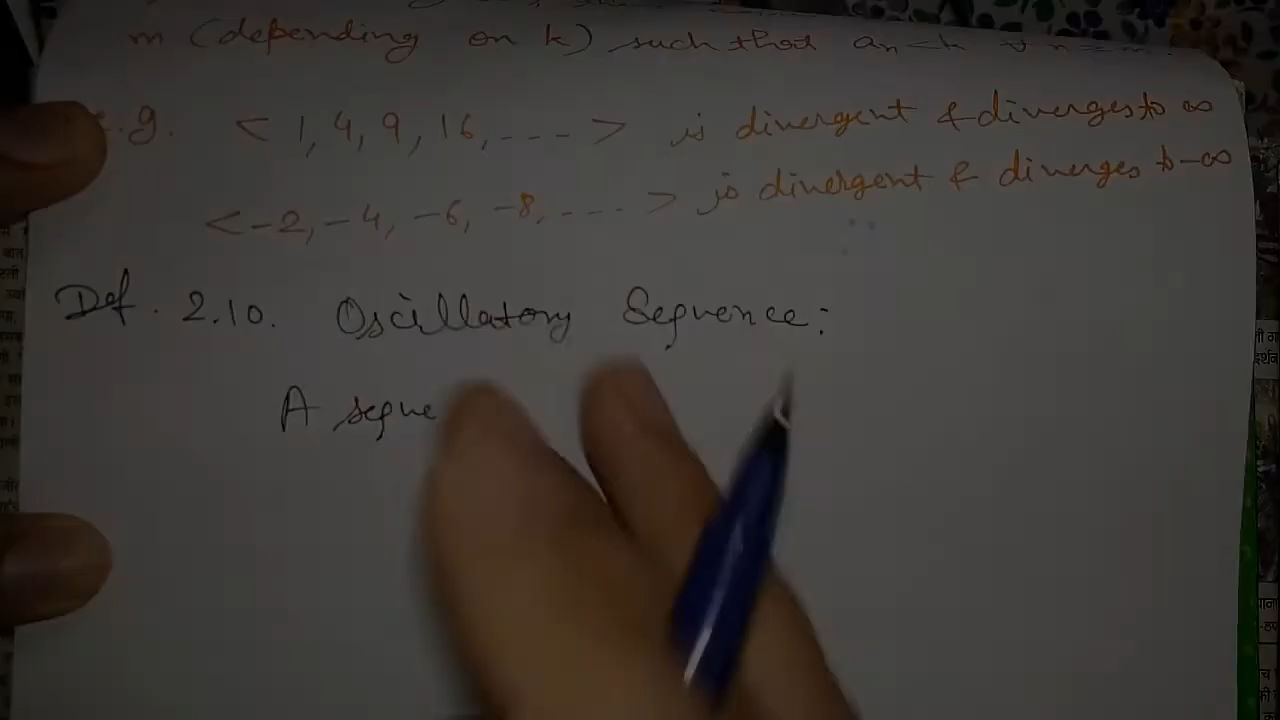 m (depending on k) such that an < k ∀ n
e.g. < 1, 4, 9, 16, ---- > is divergent & diverges to ∞
< -2, -4, -6, -8, ---- > is divergent & diverges to -∞
Def. 2.10. Oscillatory Sequence:
A seque